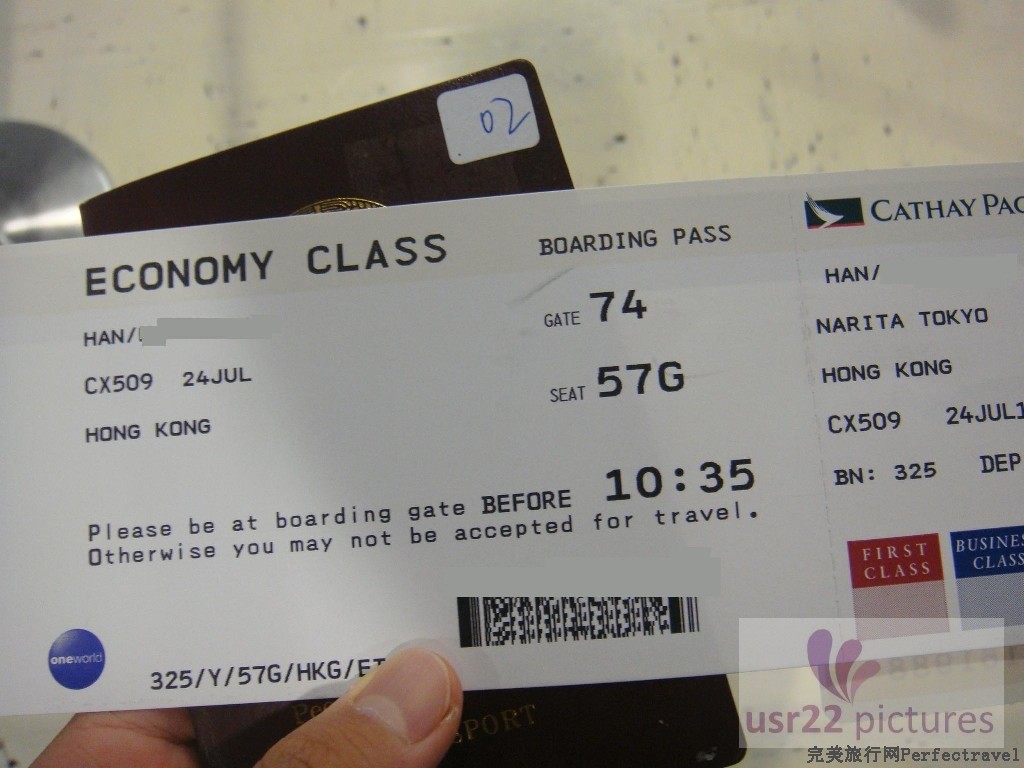 02
ECONOMY CLASS
BOARDING PASS
HAN/
GATE 74
CX509 24JUL
SEAT 57G
HONG KONG
Please be at boarding gate BEFORE 10:35
Otherwise you may not be accepted for travel.
oneworld
325/Y/57G/HKG/ET
CATHAY PAC
HAN/
NARITA TOKYO
HONG KONG
CX509 24JUL1
BN: 325 DEP
FIRST CLASS
BUSINES CLASS
PORT
usr22 pictures
完美旅行网Perfectravel